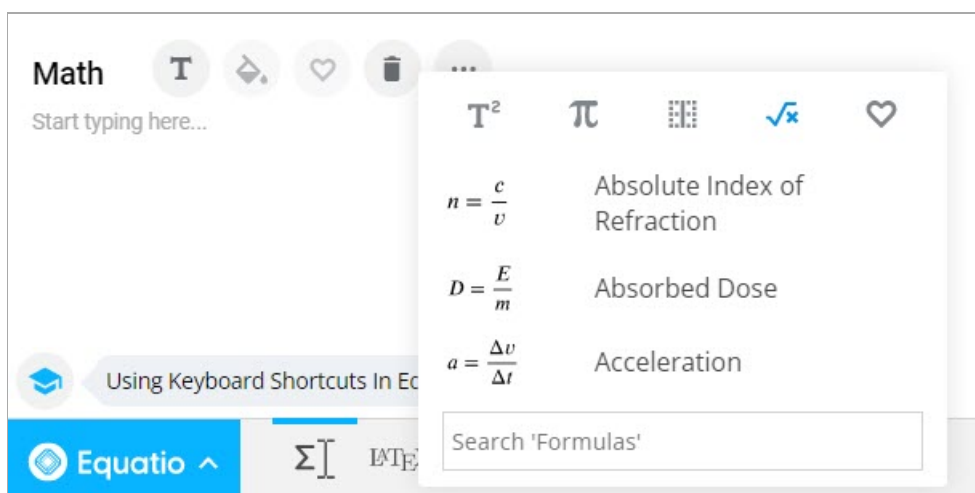 Math T ...
Start typing here...
T² π √x
n = c/v Absolute Index of
Refraction
D = E/m Absorbed Dose
a = Δv/Δt Acceleration
Using Keyboard Shortcuts In Ec
Search 'Formulas'
Equatio Σ LATEX